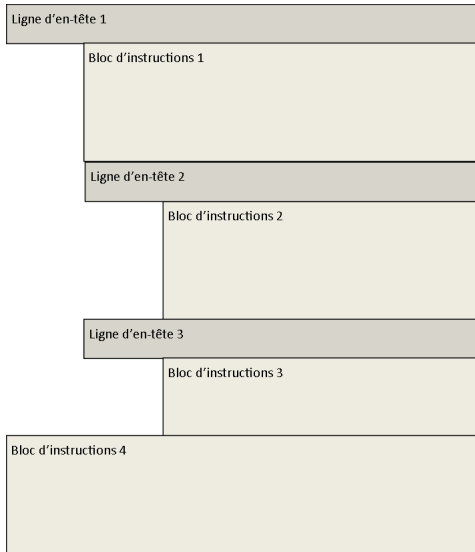 Ligne d’en-tête 1
Bloc d’instructions 1
Ligne d’en-tête 2
Bloc d’instructions 2
Ligne d’en-tête 3
Bloc d’instructions 3
Bloc d’instructions 4